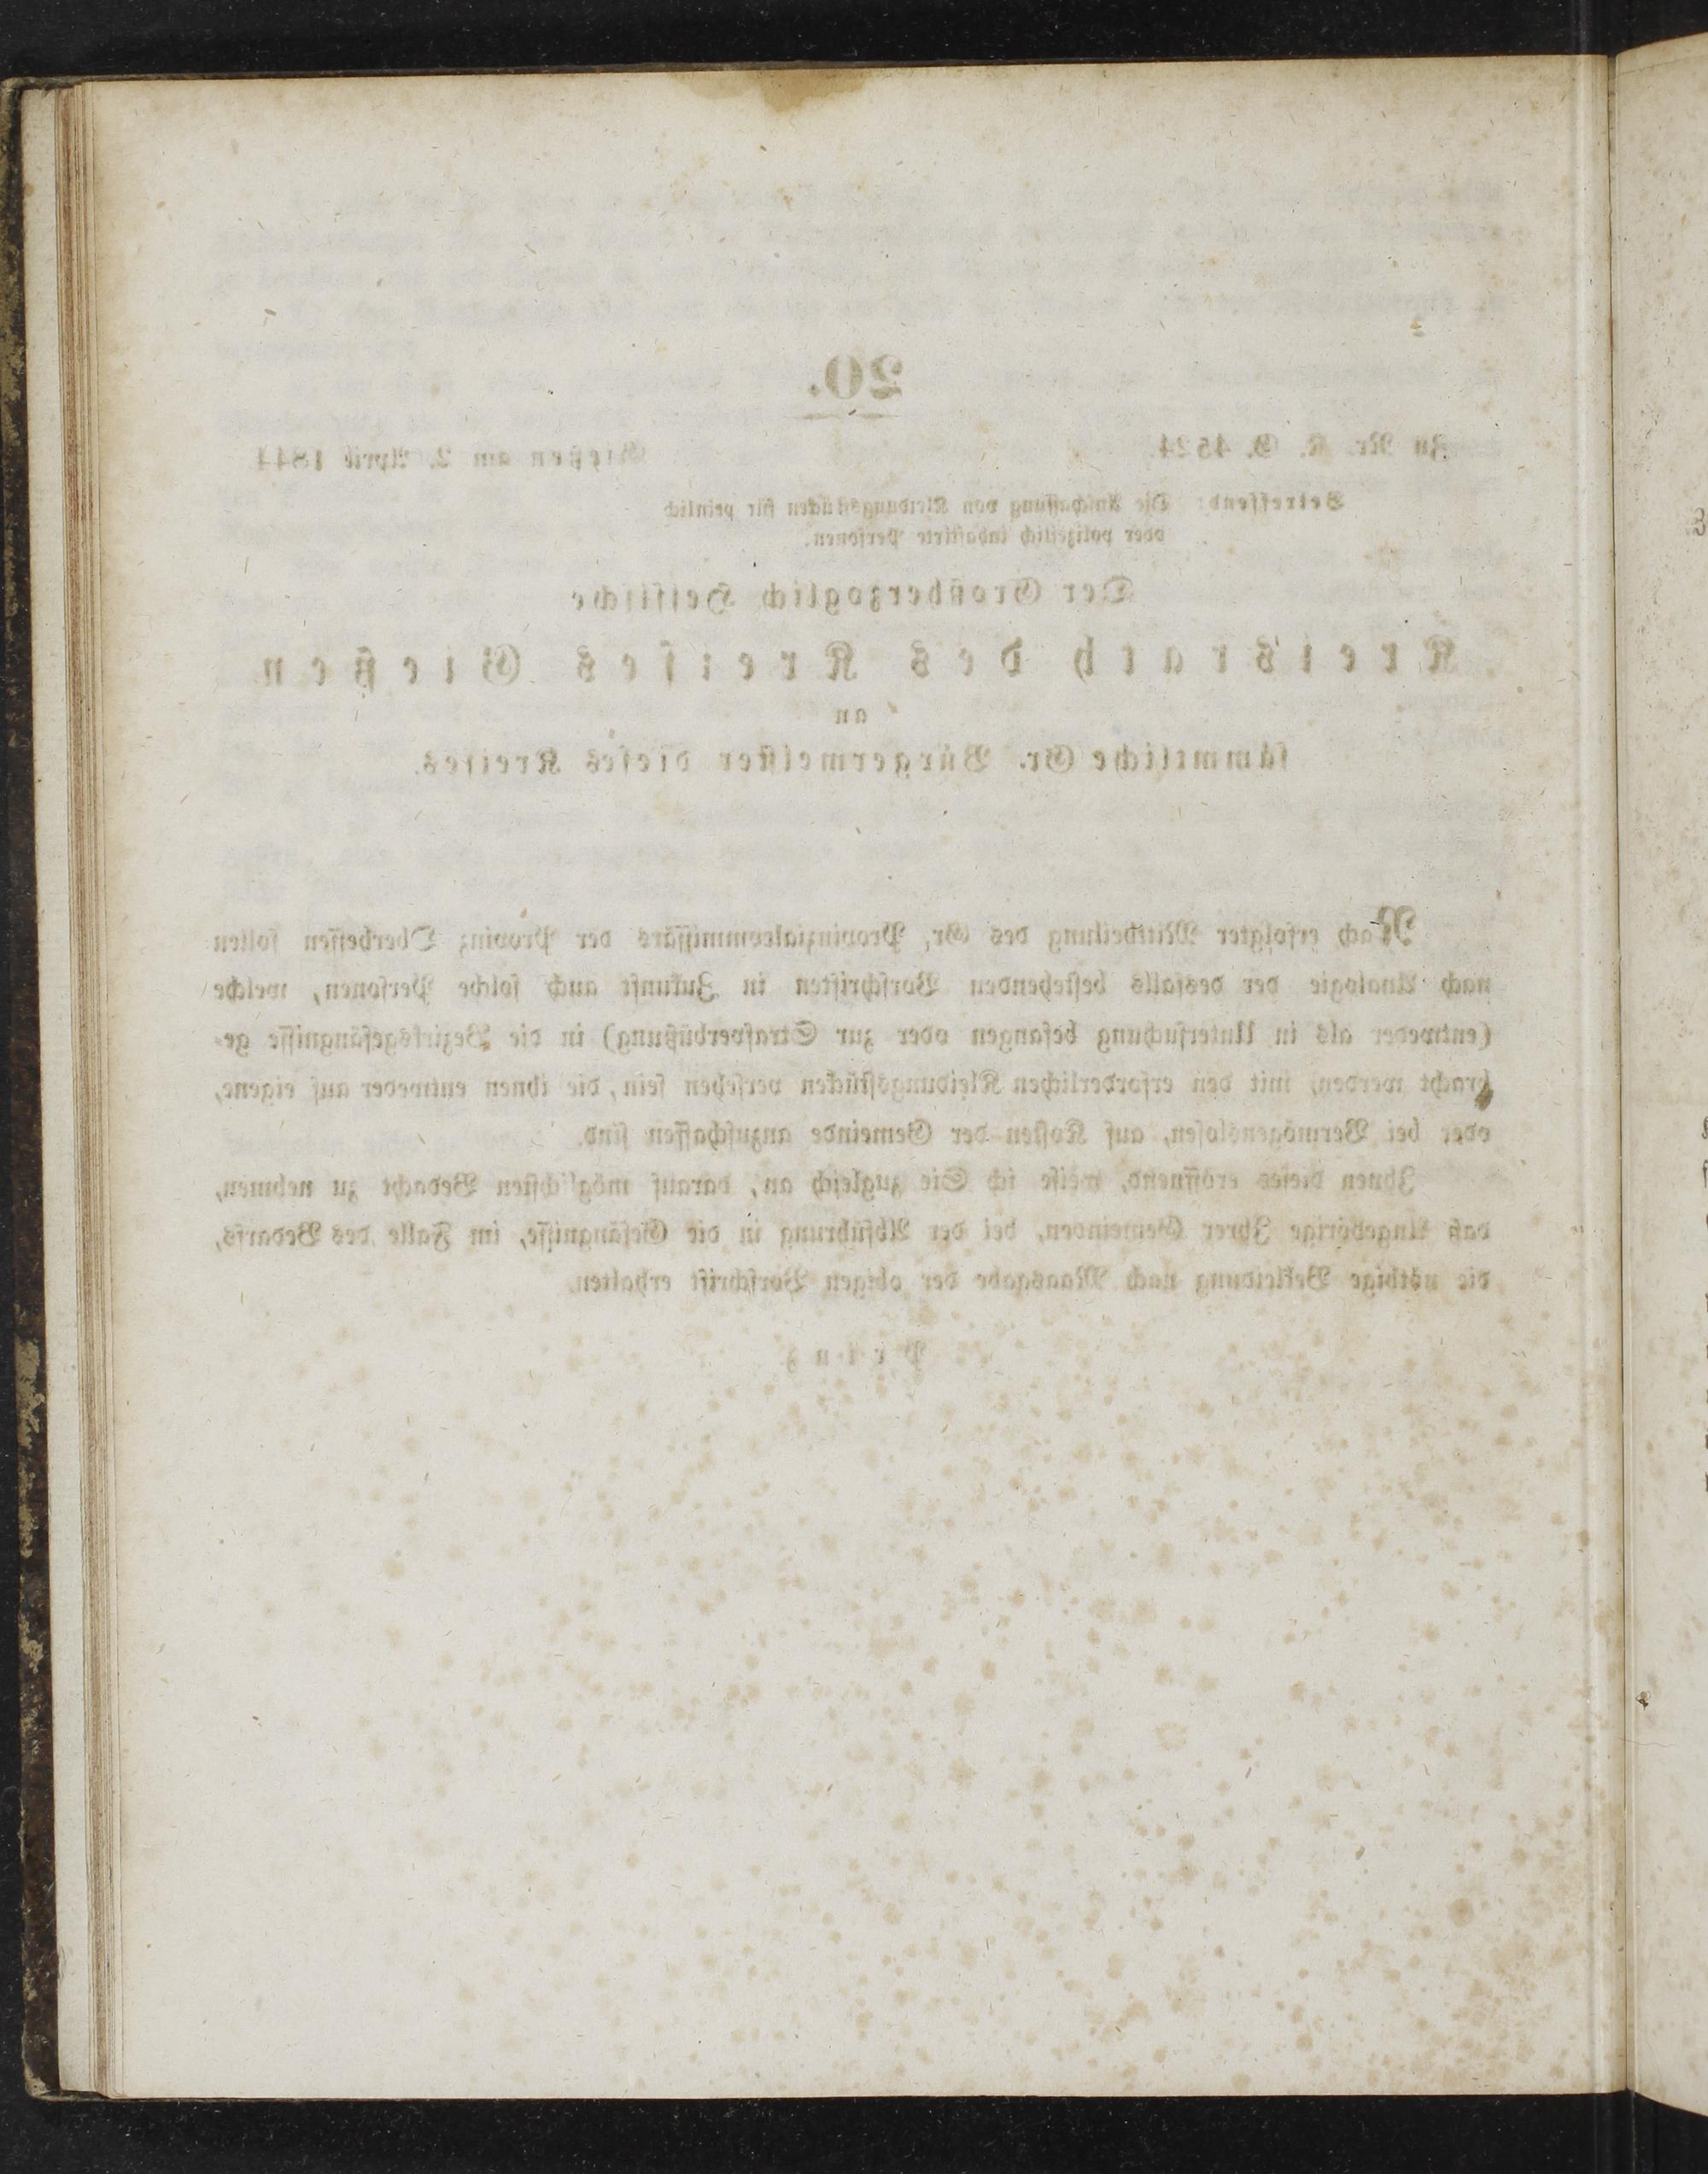 20.
Zu Nr. K. G. 4524.
Gießen am 2. April 1844
Betreffend: Die Anschaffung von Kleidungsstücken für peinlich
oder polizeilich inhaftirte Personen.
Der Großherzoglich Hessische
Kreisrath des Kreises Gießen
an
sämmtliche Gr. Bürgermeister dieses Kreises.
Nach erfolgter Mittheilung des Gr. Provinzialcommissärs der Provinz Oberhessen sollen
nach Analogie der desfalls bestehenden Vorschriften in Zukunft auch solche Personen, welche
(entweder als in Untersuchung befangen oder zur Strafverbüßung) in die Bezirksgefängnisse ge-
bracht werden, mit den erforderlichen Kleidungsstücken versehen sein, die ihnen entweder auf eigene,
oder bei Vermögenslosen, auf Kosten der Gemeinde anzuschaffen sind.
Ihnen dieses eröffnend, weise ich Sie zugleich an, darauf möglichsten Bedacht zu nehmen,
daß Angehörige Ihrer Gemeinden, bei der Abführung in die Gefängnisse, im Falle des Bedarfs,
die nöthige Bekleidung nach Maasgabe der obigen Vorschrift erhalten.
Prinz